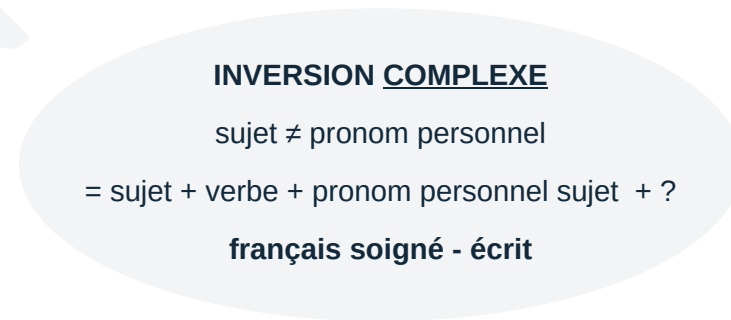 INVERSION COMPLEXE
sujet ≠ pronom personnel
= sujet + verbe + pronom personnel sujet + ?
français soigné - écrit